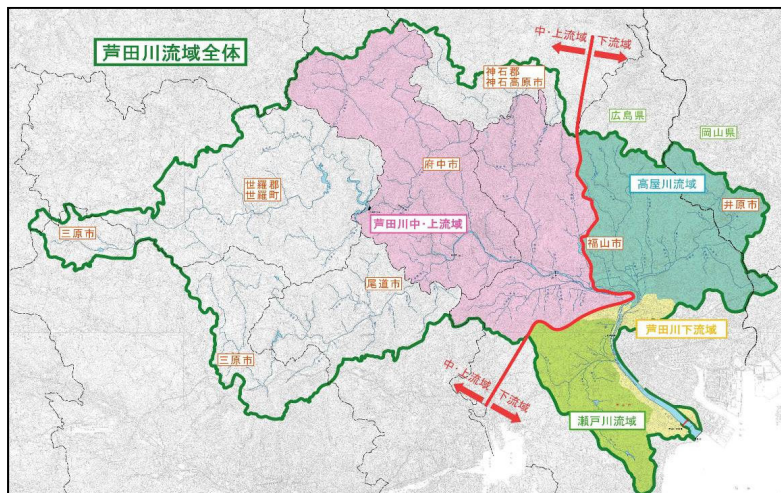 芦田川流域全体
中・上流域
下流域
神石郡
神石高原市
広島県
岡山県
府中市
高屋川流域
井原市
世羅郡
世羅町
芦田川中・上流域
三原市
福山市
尾道市
芦田川下流域
三原市
中・上流域
下流域
瀬戸川流域